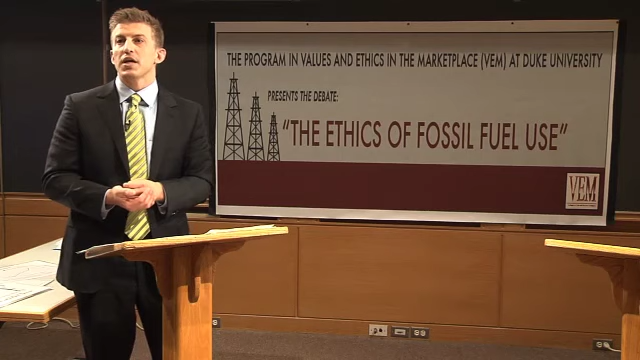 THE PROGRAM IN VALUES AND ETHICS IN THE MARKETPLACE (VEM) AT DUKE UNIVERSITY
PRESENTS THE DEBATE:
"THE ETHICS OF FOSSIL FUEL USE"
VEM